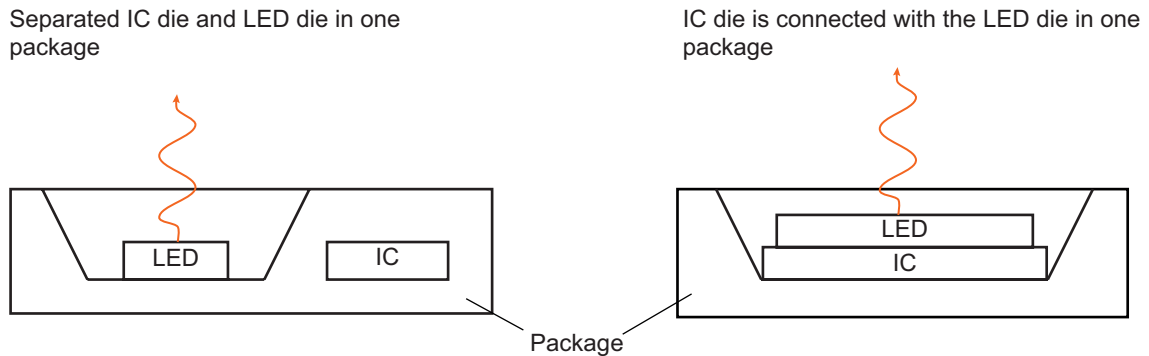 Separated IC die and LED die in one
package
IC die is connected with the LED die in one
package
LED
IC
LED
IC
Package